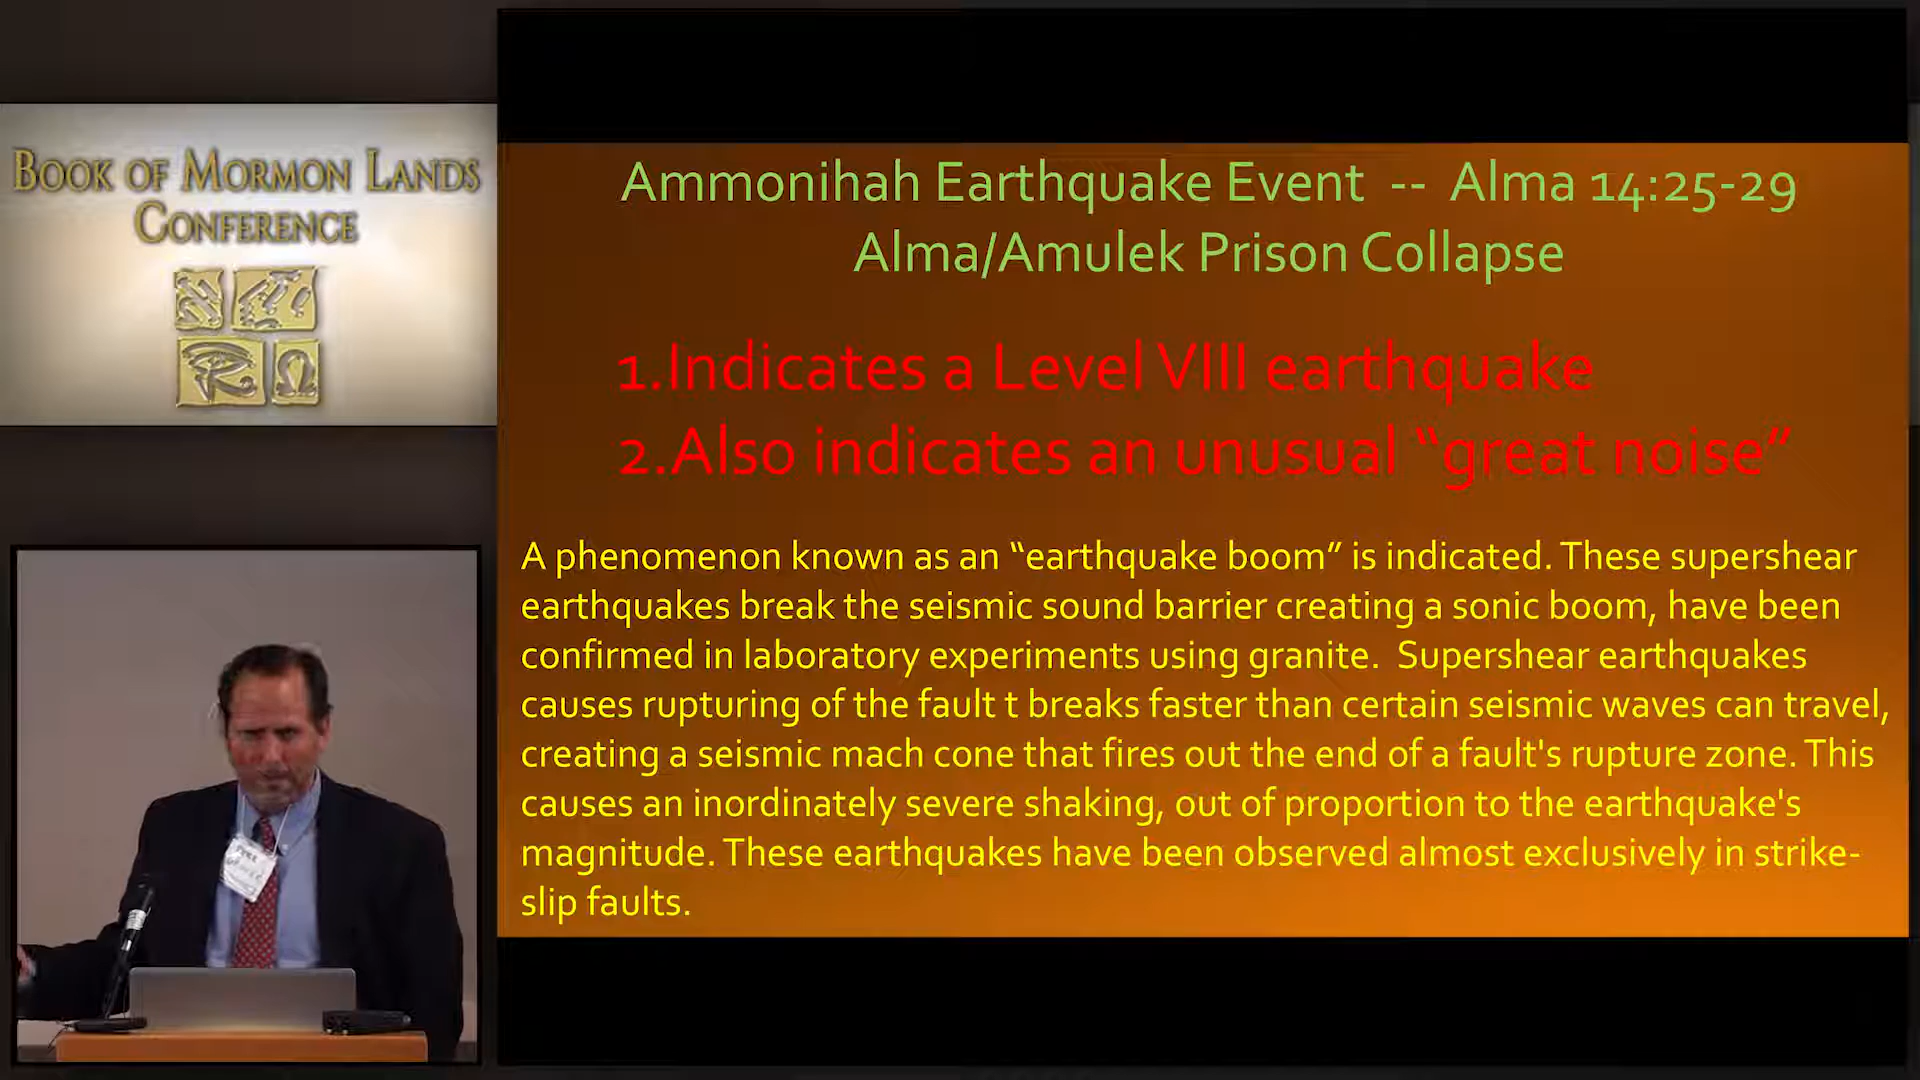 BOOK OF MORMON LANDS
CONFERENCE
Ammonihah Earthquake Event -- Alma 14:25-29
Alma/Amulek Prison Collapse
1.Indicates a Level VIII earthquake
2.Also indicates an unusual “great noise”
A phenomenon known as an “earthquake boom” is indicated. These supershear
earthquakes break the seismic sound barrier creating a sonic boom, have been
confirmed in laboratory experiments using granite. Supershear earthquakes
causes rupturing of the fault t breaks faster than certain seismic waves can travel,
creating a seismic mach cone that fires out the end of a fault's rupture zone. This
causes an inordinately severe shaking, out of proportion to the earthquake's
magnitude. These earthquakes have been observed almost exclusively in strike-
slip faults.